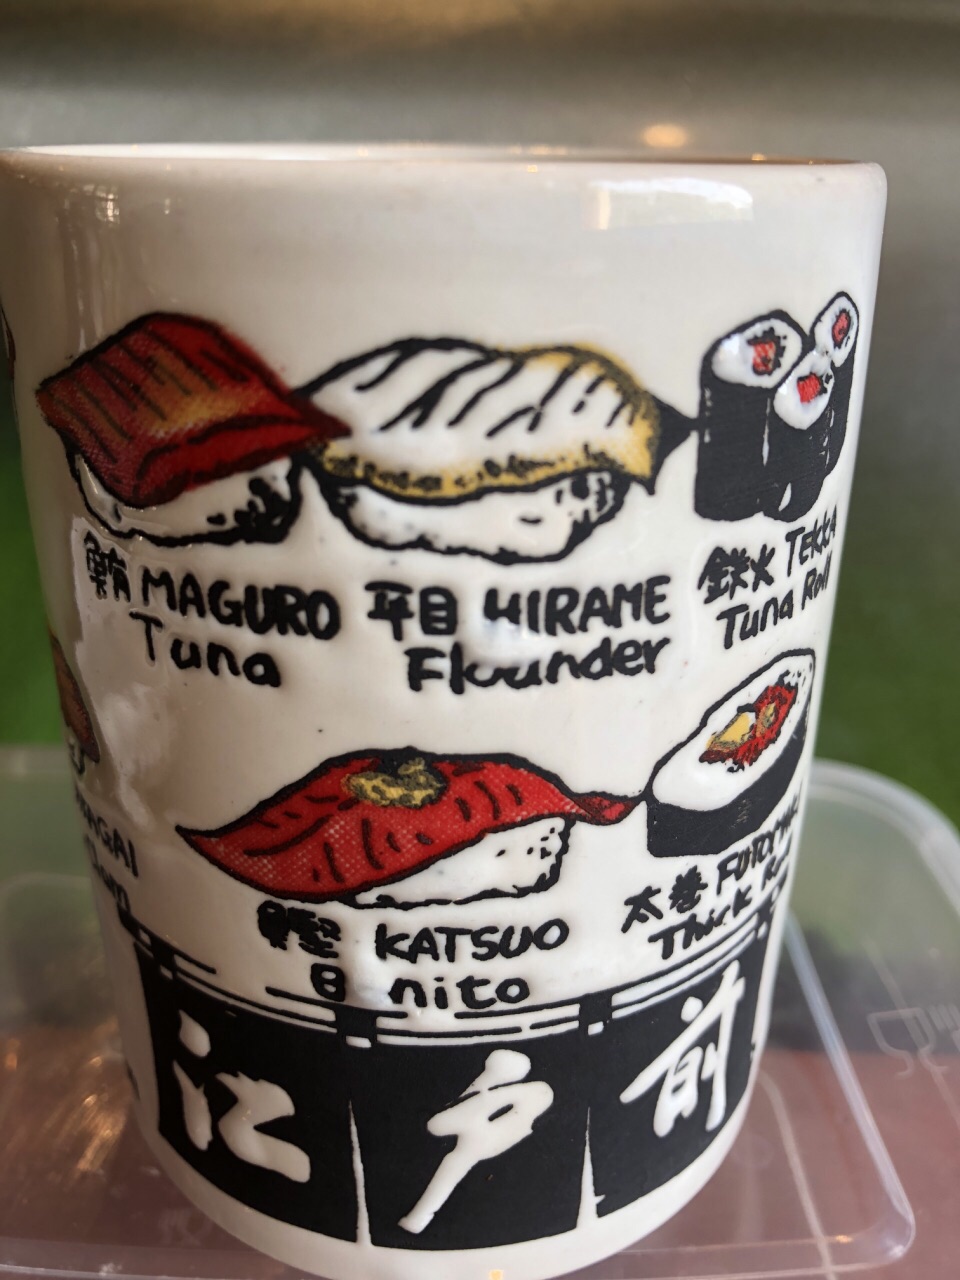 鮪 MAGURO
Tuna
平目 HIRAME
Flounder
鉄火 TEKKA
Tuna Roll
鰹 KATSUO
Bonito
太巻 FUTOMAKI
Thick
江戸前